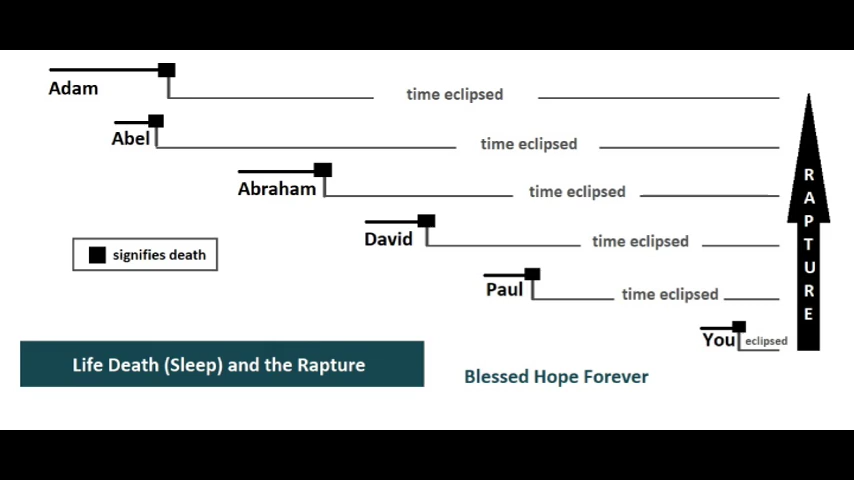 Adam
time eclipsed
Abel
time eclipsed
Abraham
time eclipsed
David
time eclipsed
signifies death
Paul
time eclipsed
You
eclipsed
RAPTURE
Life Death (Sleep) and the Rapture
Blessed Hope Forever